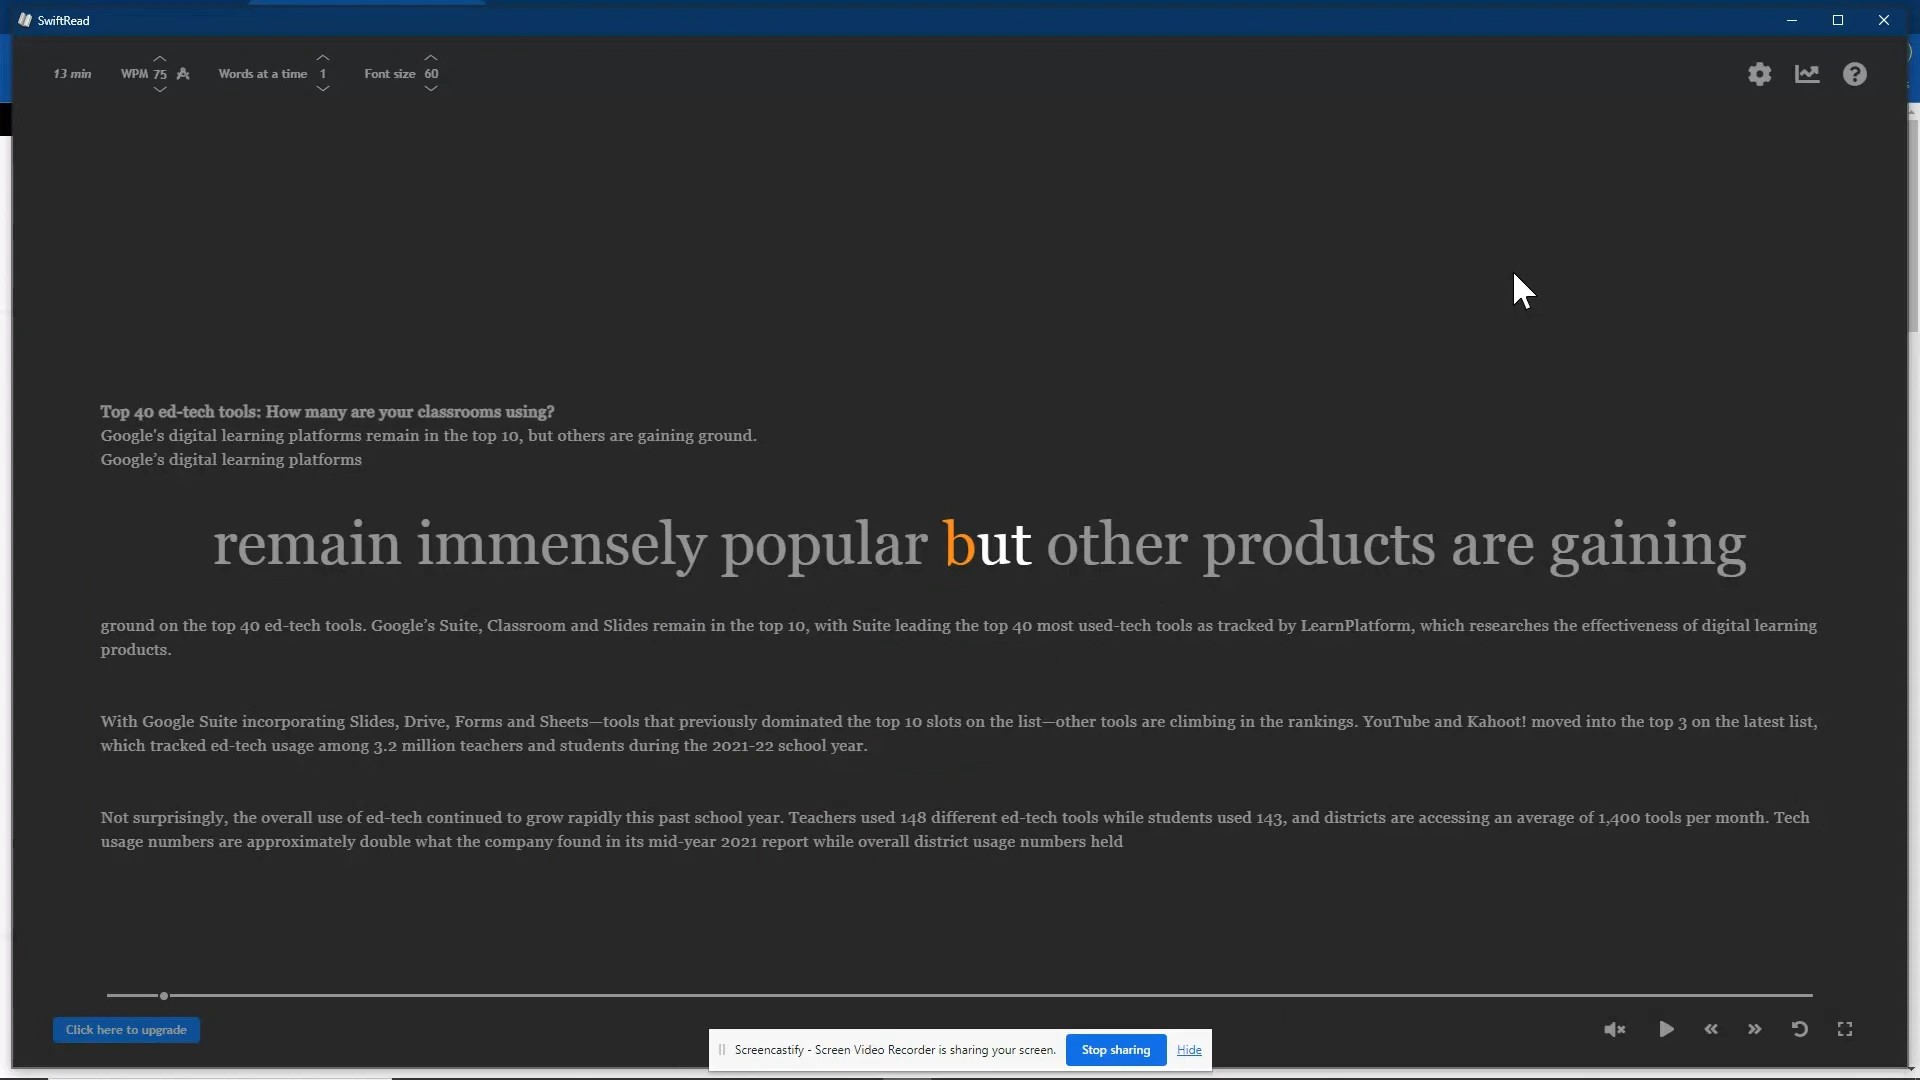 SwiftRead
13 min WPM 75 Words at a time 1 Font size 60
Top 40 ed-tech tools: How many are your classrooms using?
Google's digital learning platforms remain in the top 10, but others are gaining ground.
Google’s digital learning platforms
remain immensely popular but other products are gaining
ground on the top 40 ed-tech tools. Google’s Suite, Classroom and Slides remain in the top 10, with Suite leading the top 40 most used-tech tools as tracked by LearnPlatform, which researches the effectiveness of digital learning
products.
With Google Suite incorporating Slides, Drive, Forms and Sheets—tools that previously dominated the top 10 slots on the list—other tools are climbing in the rankings. YouTube and Kahoot! moved into the top 3 on the latest list,
which tracked ed-tech usage among 3.2 million teachers and students during the 2021-22 school year.
Not surprisingly, the overall use of ed-tech continued to grow rapidly this past school year. Teachers used 148 different ed-tech tools while students used 143, and districts are accessing an average of 1,400 tools per month. Tech
usage numbers are approximately double what the company found in its mid-year 2021 report while overall district usage numbers held
Click here to upgrade
Screencastify - Screen Video Recorder is sharing your screen. Stop sharing Hide